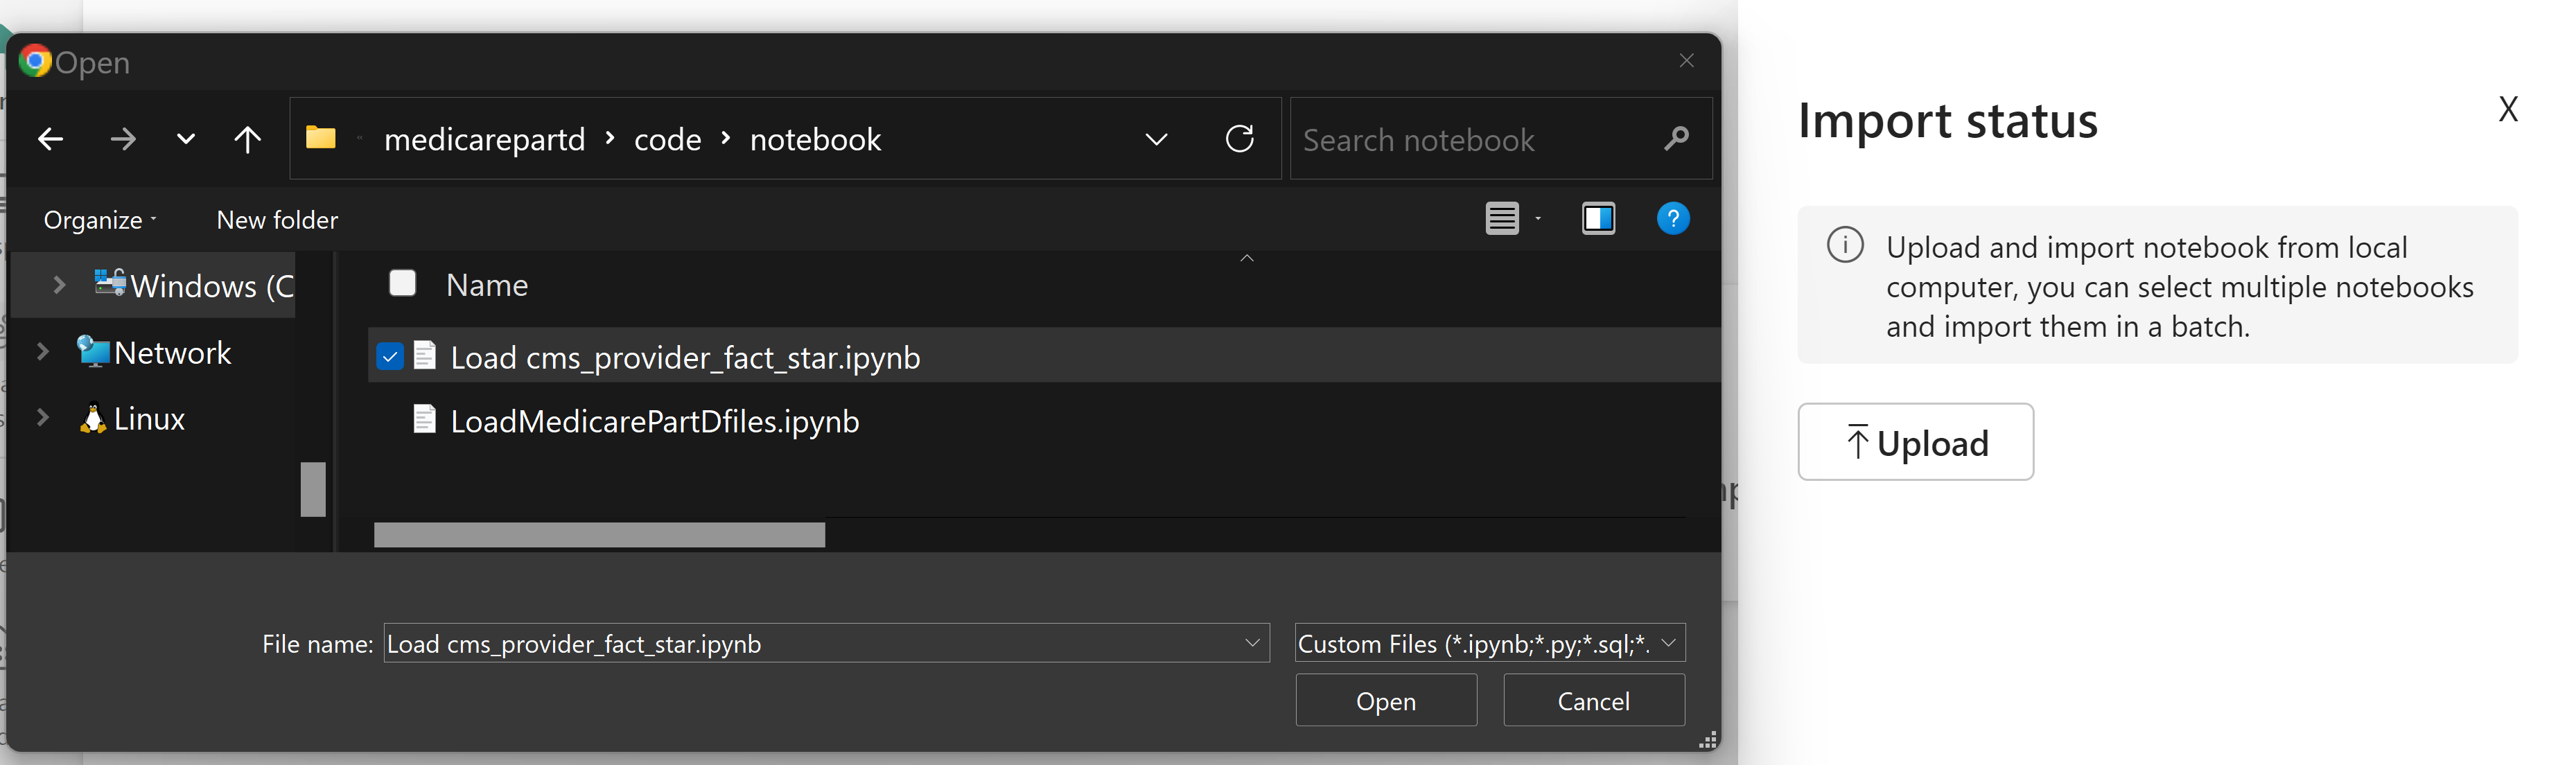 Open
medicarepartd > code > notebook
Search notebook
Organize
New folder
Windows (C
Network
Linux
Name
Load cms_provider_fact_star.ipynb
LoadMedicarePartDfiles.ipynb
File name:
Load cms_provider_fact_star.ipynb
Custom Files (*.ipynb;*.py;*.sql;*.
Open
Cancel
Import status
X
Upload and import notebook from local
computer, you can select multiple notebooks
and import them in a batch.
Upload